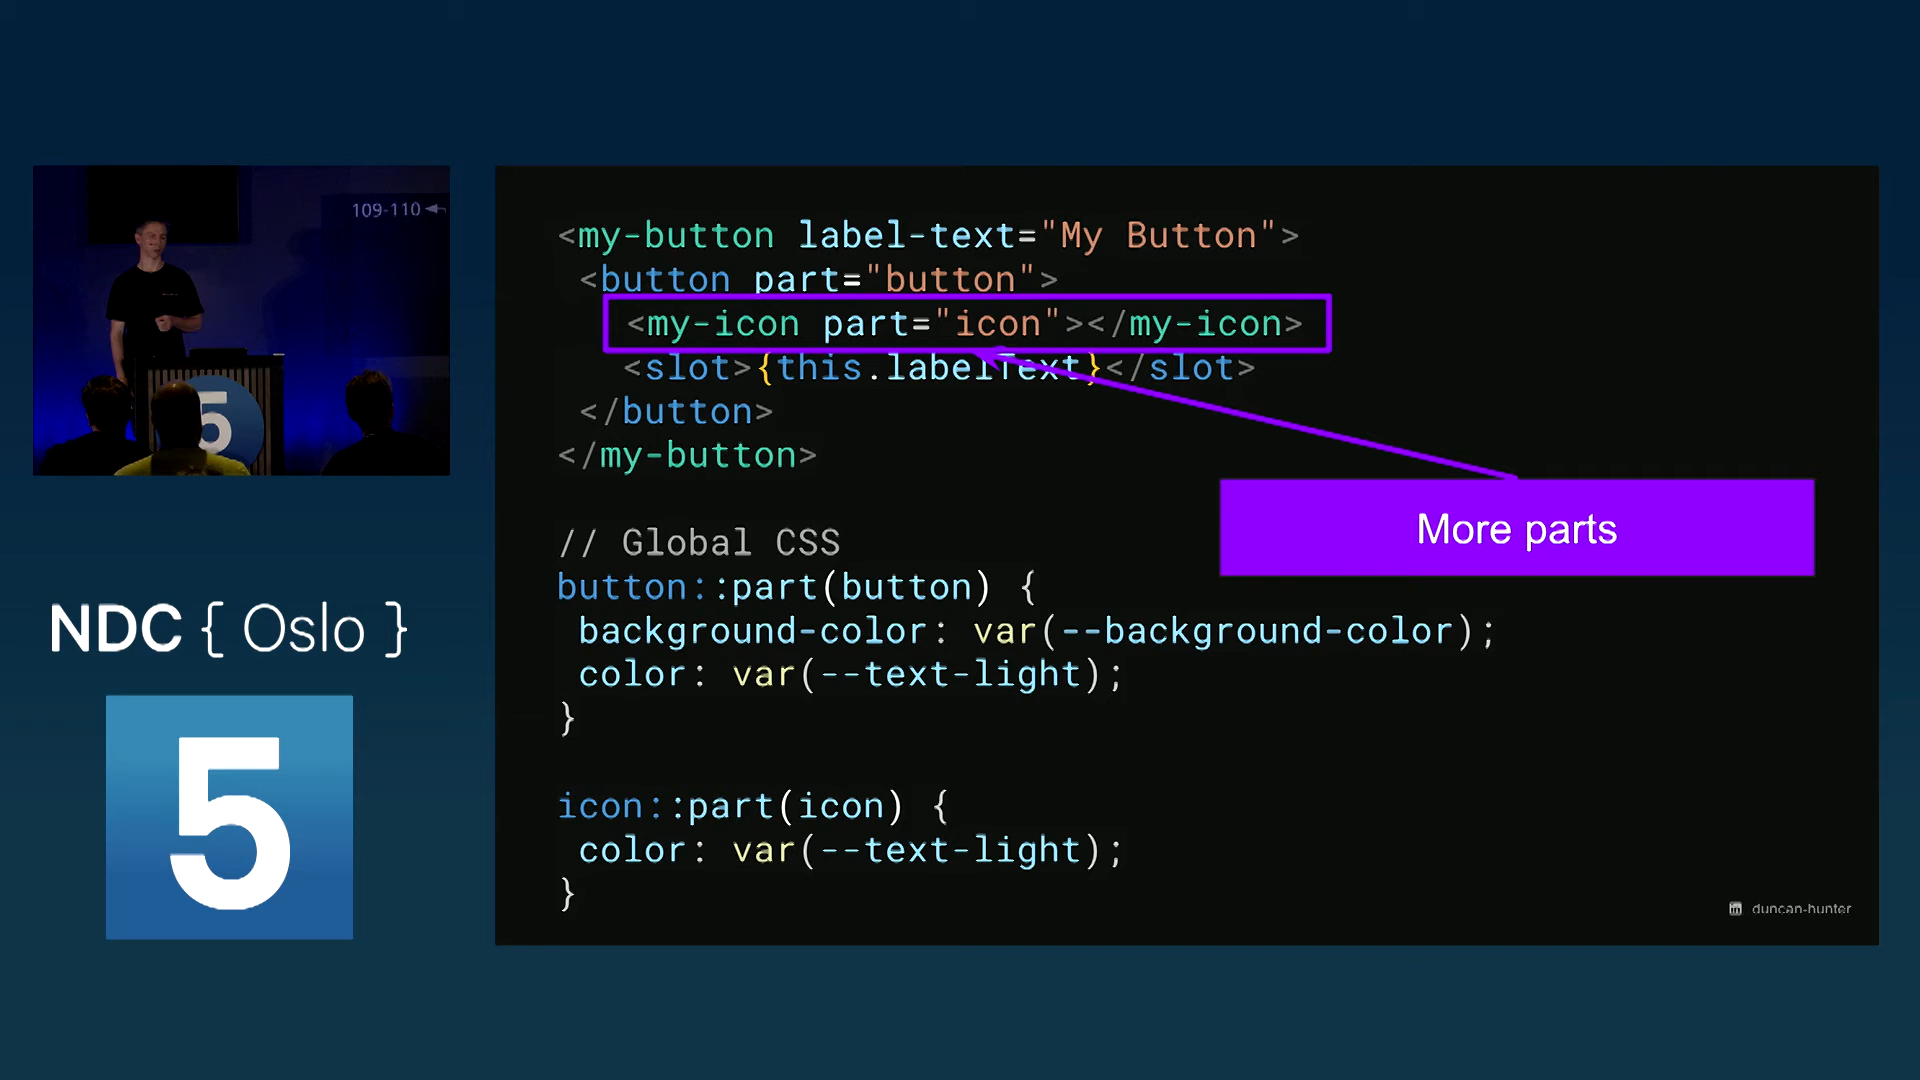 109-110
5
NDC { Oslo }
5
<my-button label-text="My Button">
<button part="button">
<my-icon part="icon"></my-icon>
<slot>{this.labelText}</slot>
</button>
</my-button>
More parts
// Global CSS
button::part(button) {
background-color: var(--background-color);
color: var(--text-light);
}
icon::part(icon) {
color: var(--text-light);
}
in duncan-hunter